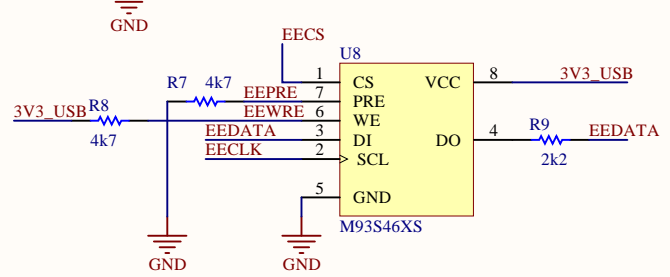 GND
EECS
U8
R7 4k7
1 CS VCC 8 3V3_USB
EEPRE 7 PRE
3V3_USB R8 EEWRE 6 WE
4k7
EEDATA 3 DI DO 4 R9 EEDATA
EECLK 2 SCL 2k2
5 GND
M93S46XS
GND GND